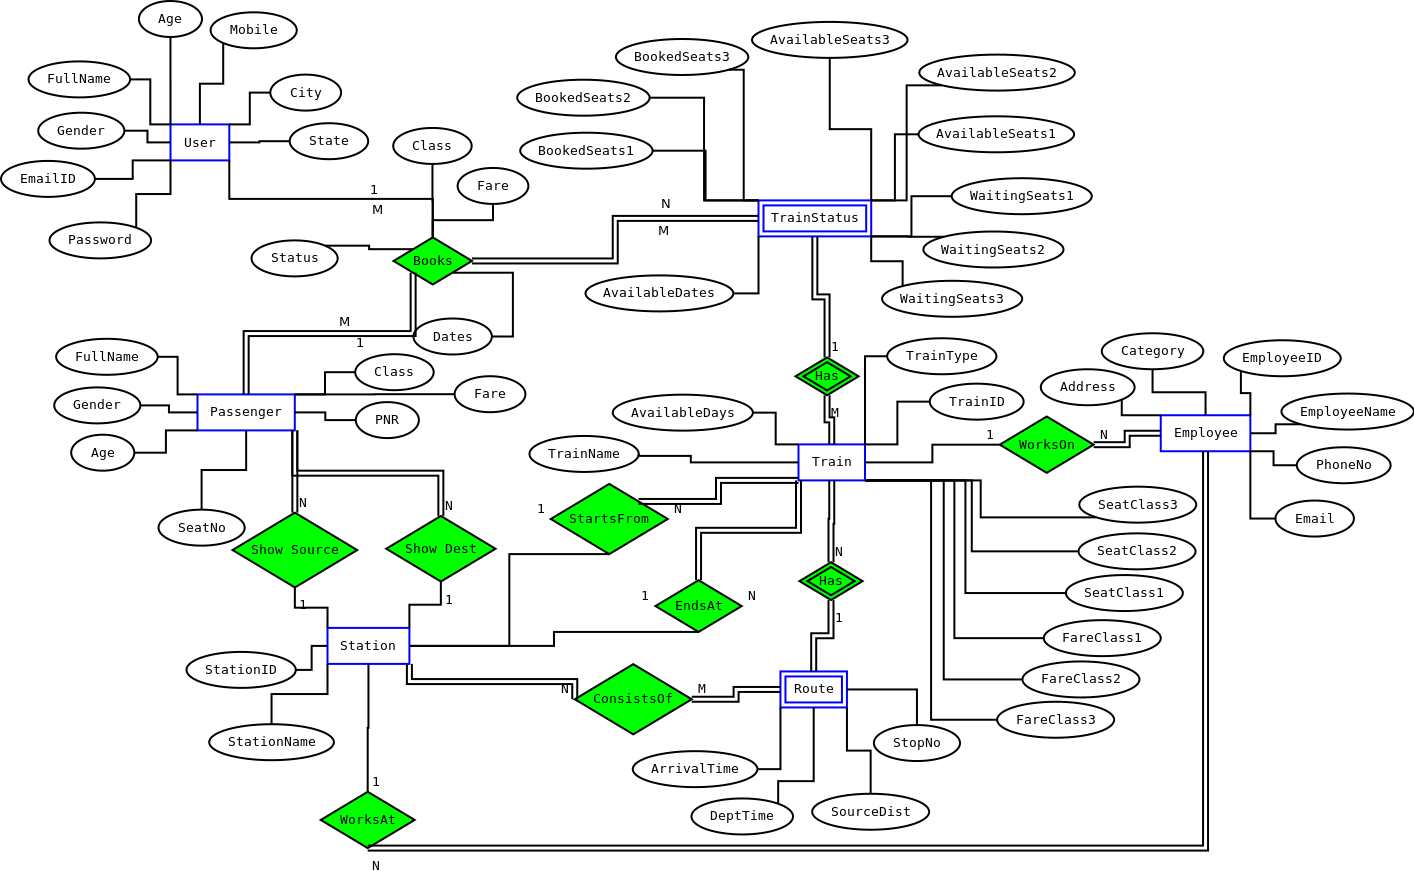 Age
Mobile
FullName
City
Gender
User
State
EmailID
Password
1
M
Class
Fare
Status
Books
N
M
BookedSeats3
AvailableSeats3
BookedSeats2
AvailableSeats2
BookedSeats1
AvailableSeats1
TrainStatus
WaitingSeats1
WaitingSeats2
AvailableDates
WaitingSeats3
M
1
Dates
FullName
Class
Fare
Gender
Passenger
PNR
Age
SeatNo
1
Has
M
TrainType
TrainID
AvailableDays
TrainName
Train
Category
EmployeeID
Address
EmployeeName
1
WorksOn
N
Employee
PhoneNo
Email
N
N
Show Source
Show Dest
1
1
1
StartsFrom
N
1
EndsAt
N
N
Has
1
SeatClass3
SeatClass2
SeatClass1
FareClass1
FareClass2
FareClass3
Station
StationID
StationName
N
ConsistsOf
M
Route
StopNo
ArrivalTime
DeptTime
SourceDist
1
WorksAt
N